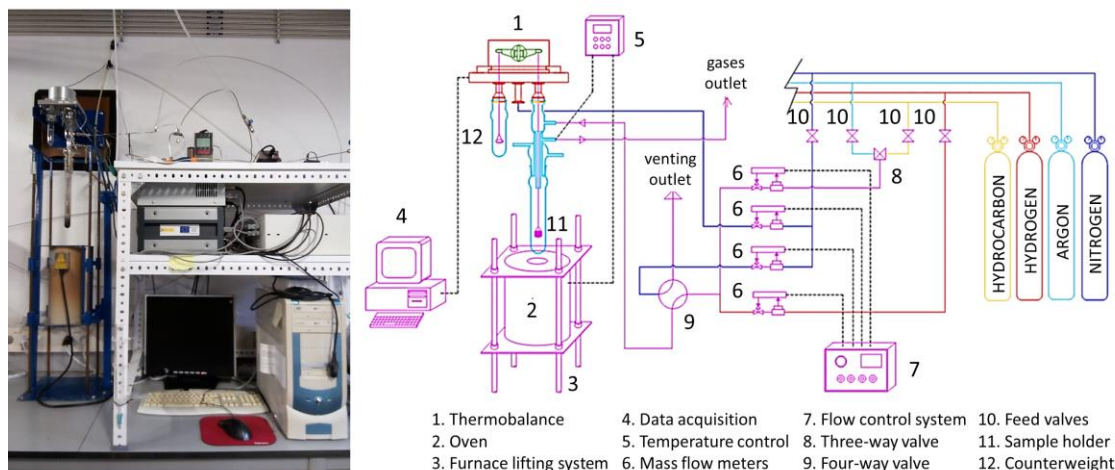 1
5
gases
outlet
12
10
10
10
10
venting
outlet
6
8
6
4
11
6
2
6
9
7
3
HYDROCARBON
HYDROGEN
ARGON
NITROGEN
1. Thermobalance
2. Oven
3. Furnace lifting system
4. Data acquisition
5. Temperature control
6. Mass flow meters
7. Flow control system
8. Three-way valve
9. Four-way valve
10. Feed valves
11. Sample holder
12. Counterweight